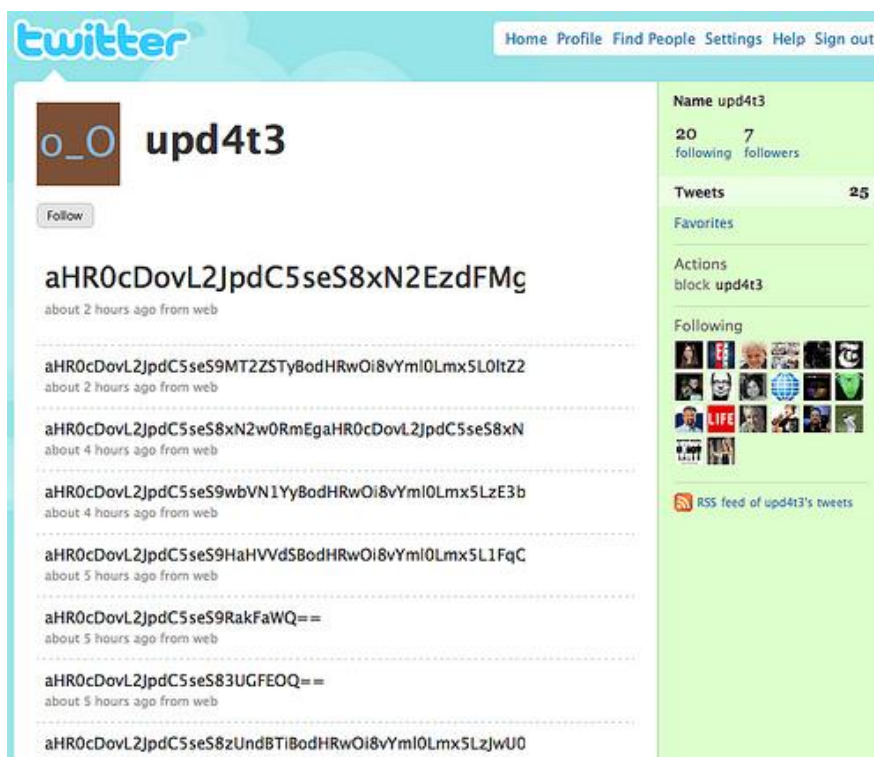 twitter
Home Profile Find People Settings Help Sign out
o_O
upd4t3
Follow
aHR0cDovL2JpdC5seS8xN2EzdFMg
about 2 hours ago from web
aHR0cDovL2JpdC5seS9MT2ZSTyBodHRwOi8vYml0Lmx5L0ltZ2
about 2 hours ago from web
aHR0cDovL2JpdC5seS8xN2w0RmEgaHR0cDovL2JpdC5seS8xN
about 4 hours ago from web
aHR0cDovL2JpdC5seS9wbVN1YyBodHRwOi8vYml0Lmx5LzE3b
about 4 hours ago from web
aHR0cDovL2JpdC5seS9HaHVVdSBodHRwOi8vYml0Lmx5L1FqC
about 5 hours ago from web
aHR0cDovL2JpdC5seS9RakFaWQ==
about 5 hours ago from web
aHR0cDovL2JpdC5seS83UGFEOQ==
about 5 hours ago from web
aHR0cDovL2JpdC5seS8zUndBTiBodHRwOi8vYml0Lmx5LzJwU0
Name upd4t3
20 7
following followers
Tweets 25
Favorites
Actions
block upd4t3
Following
LIFE
RSS feed of upd4t3's tweets